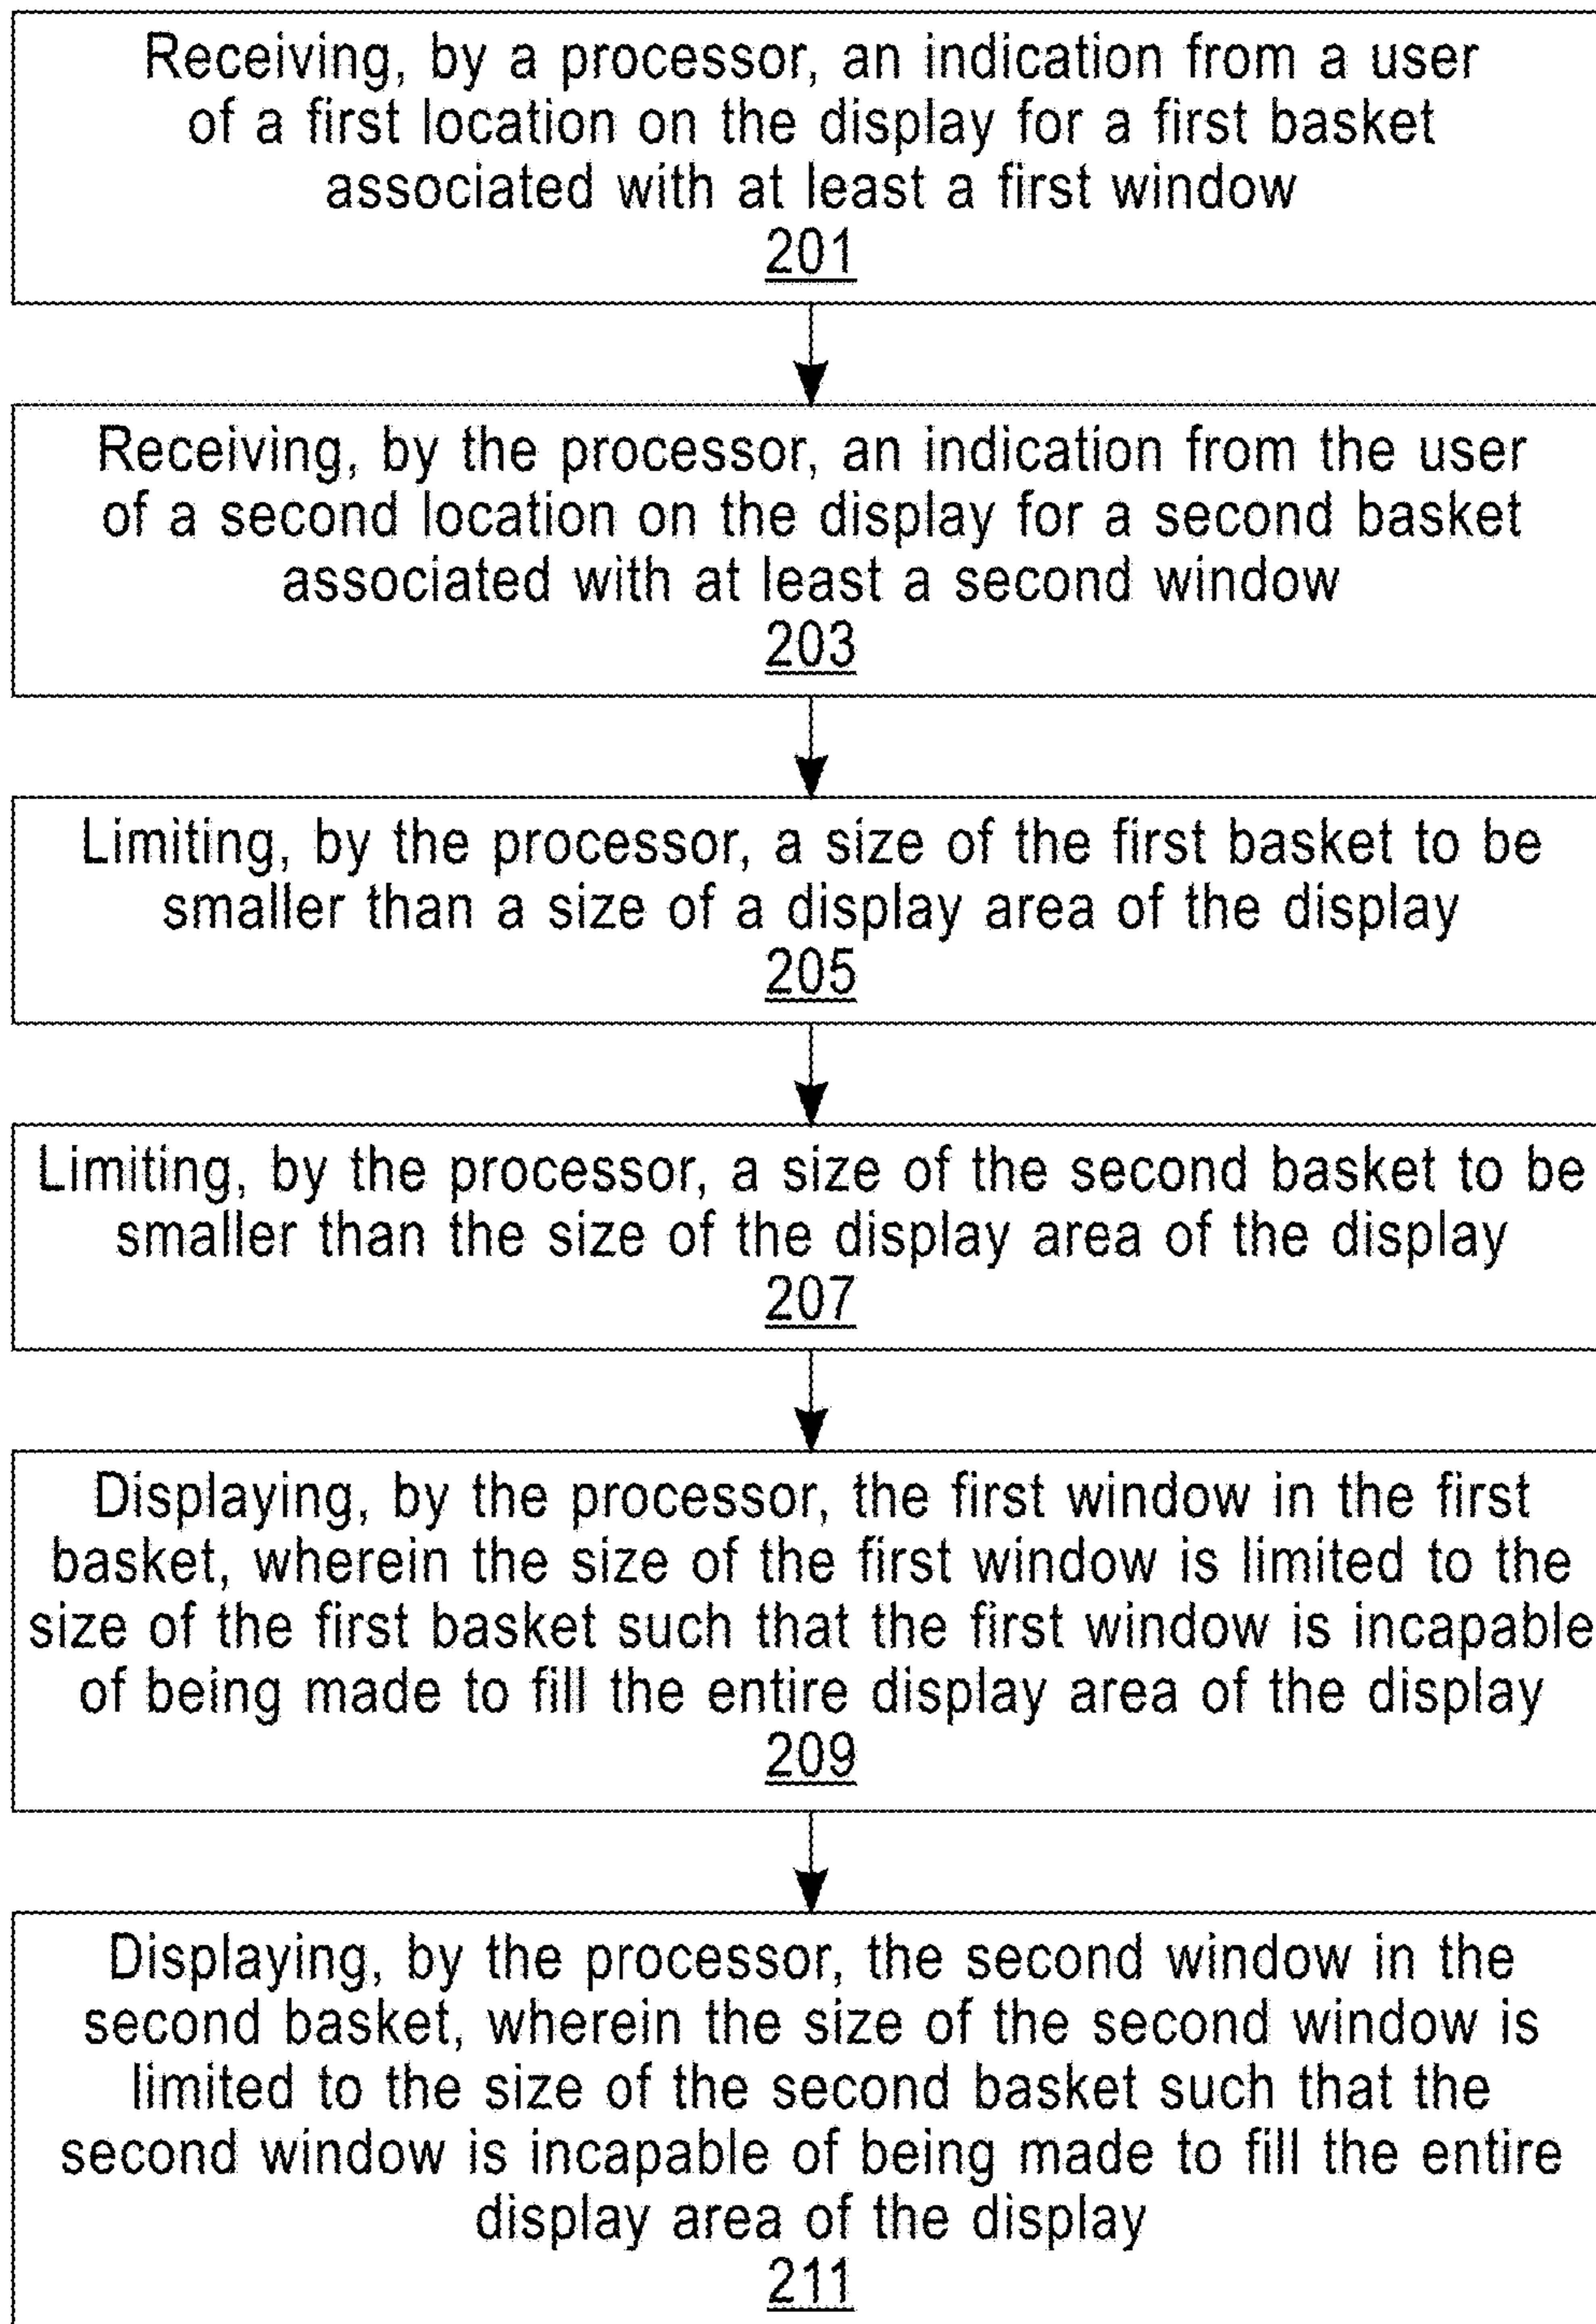 Receiving, by a processor, an indication from a user
of a first location on the display for a first basket
associated with at least a first window
201
Receiving, by the processor, an indication from the user
of a second location on the display for a second basket
associated with at least a second window
203
Limiting, by the processor, a size of the first basket to be
smaller than a size of a display area of the display
205
Limiting, by the processor, a size of the second basket to be
smaller than the size of the display area of the display
207
Displaying, by the processor, the first window in the first
basket, wherein the size of the first window is limited to the
size of the first basket such that the first window is incapable
of being made to fill the entire display area of the display
209
Displaying, by the processor, the second window in the
second basket, wherein the size of the second window is
limited to the size of the second basket such that the
second window is incapable of being made to fill the entire
display area of the display
211